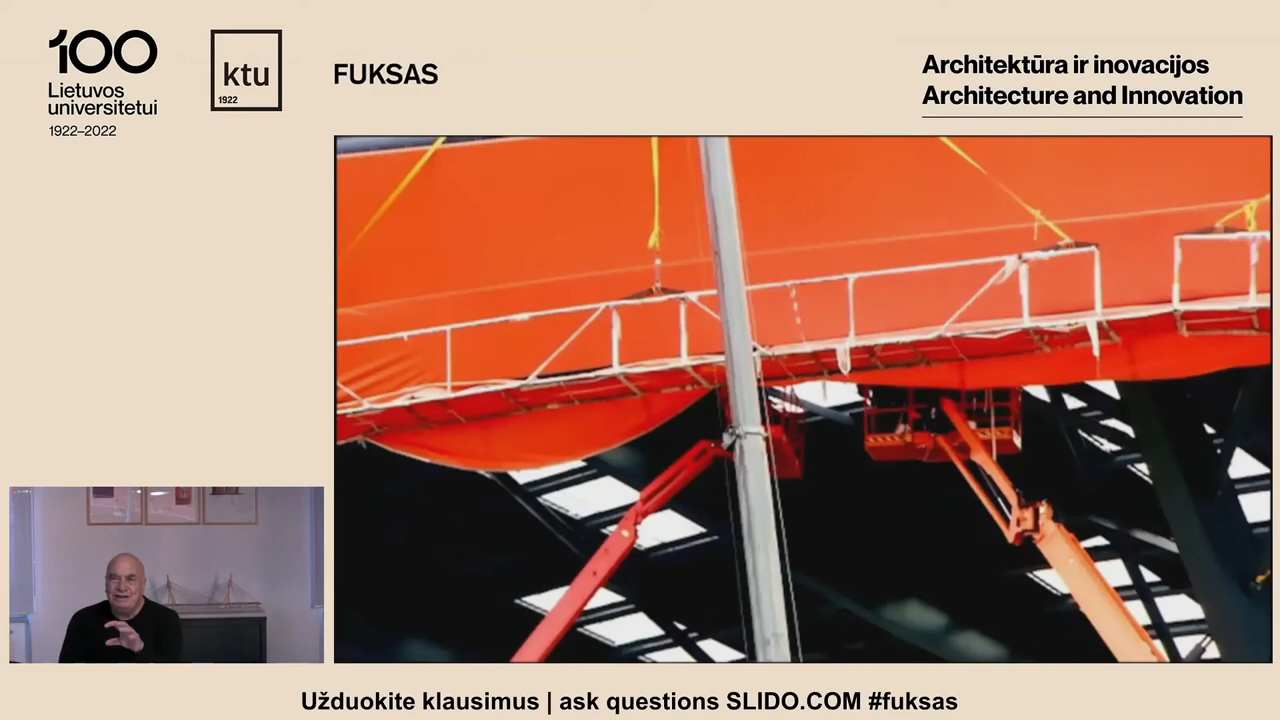 100
Lietuvos
universitetui
1922–2022
ktu
1922
FUKSAS
Architektūra ir inovacijos
Architecture and Innovation
Užduokite klausimus | ask questions SLIDO.COM #fuksas